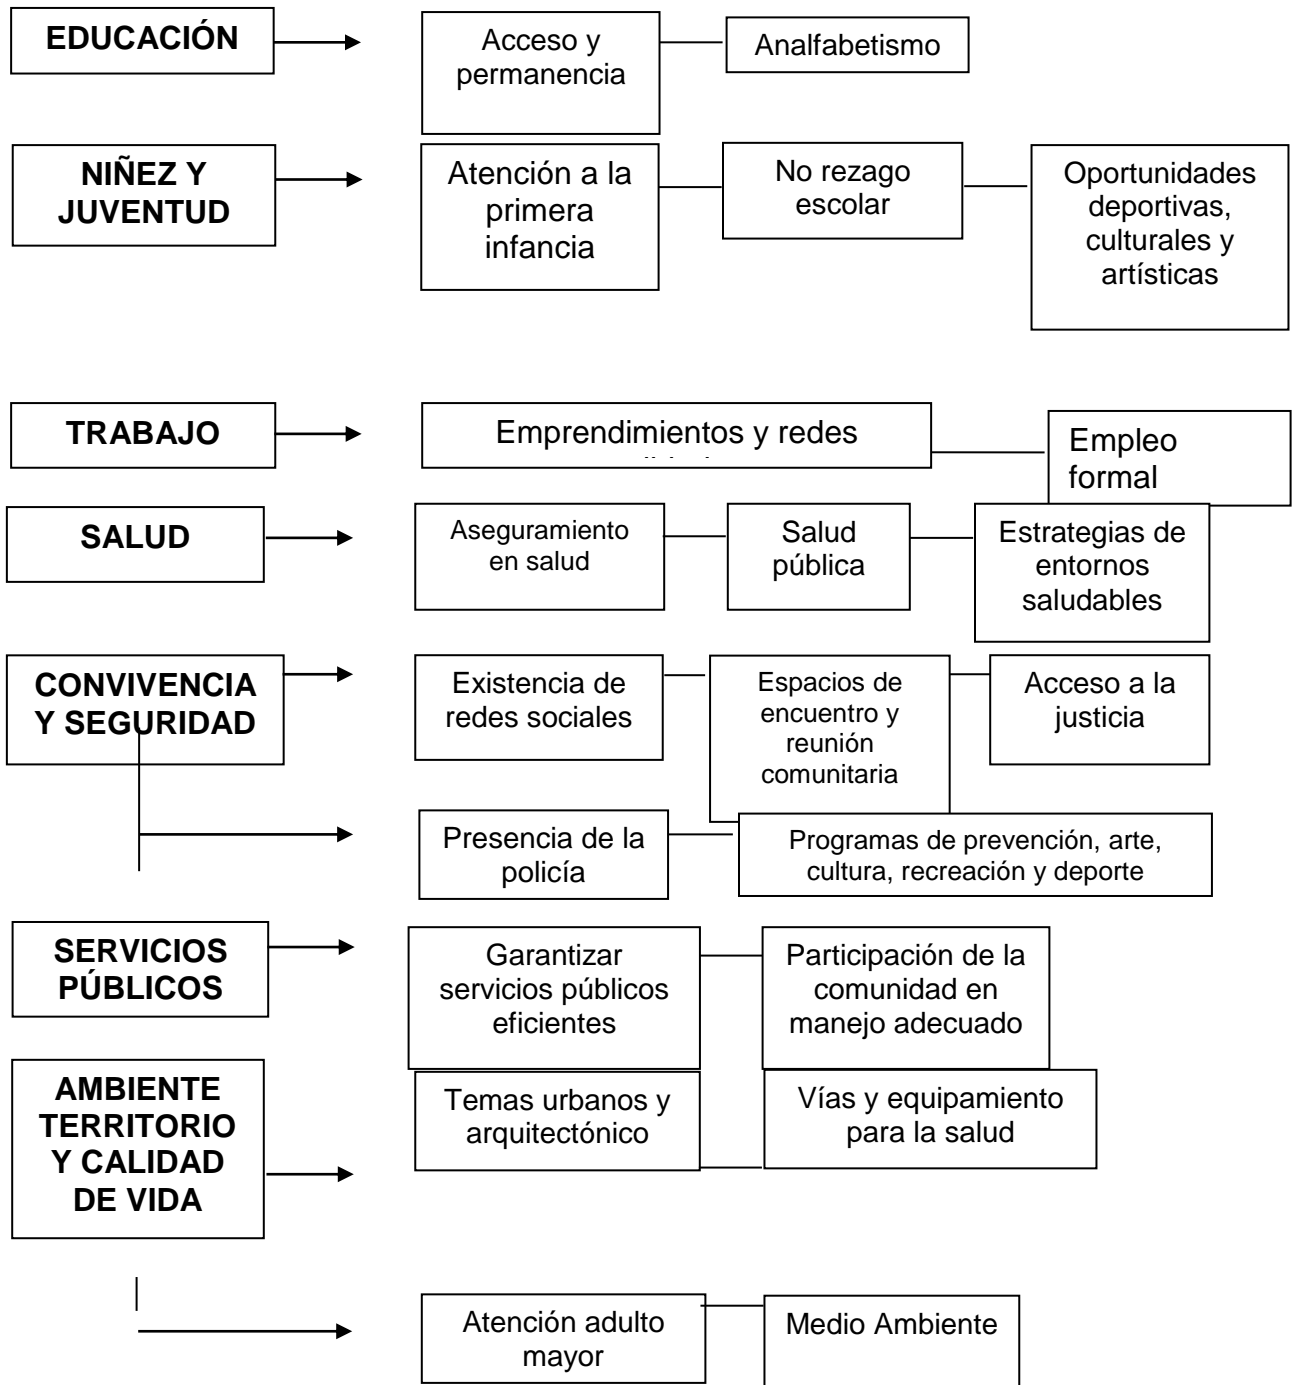 EDUCACIÓN
Acceso y
permanencia
Analfabetismo
NIÑEZ Y
JUVENTUD
Atención a la
primera
infancia
No rezago
escolar
Oportunidades
deportivas,
culturales y
artísticas
TRABAJO
Emprendimientos y redes
Empleo
formal
SALUD
Aseguramiento
en salud
Salud
pública
Estrategias de
entornos
saludables
CONVIVENCIA
Y SEGURIDAD
Existencia de
redes sociales
Espacios de
encuentro y
reunión
comunitaria
Acceso a la
justicia
Presencia de la
policía
Programas de prevención, arte,
cultura, recreación y deporte
SERVICIOS
PÚBLICOS
Garantizar
servicios públicos
eficientes
Participación de la
comunidad en
manejo adecuado
AMBIENTE
TERRITORIO
Y CALIDAD
DE VIDA
Temas urbanos y
arquitectónico
Vías y equipamiento
para la salud
Atención adulto
mayor
Medio Ambiente